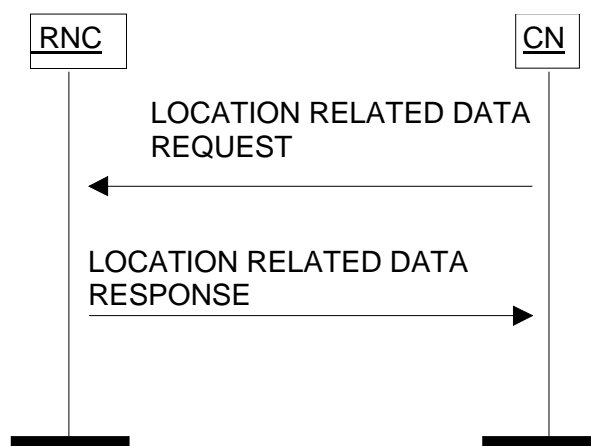 RNC
CN
LOCATION RELATED DATA
REQUEST
LOCATION RELATED DATA
RESPONSE